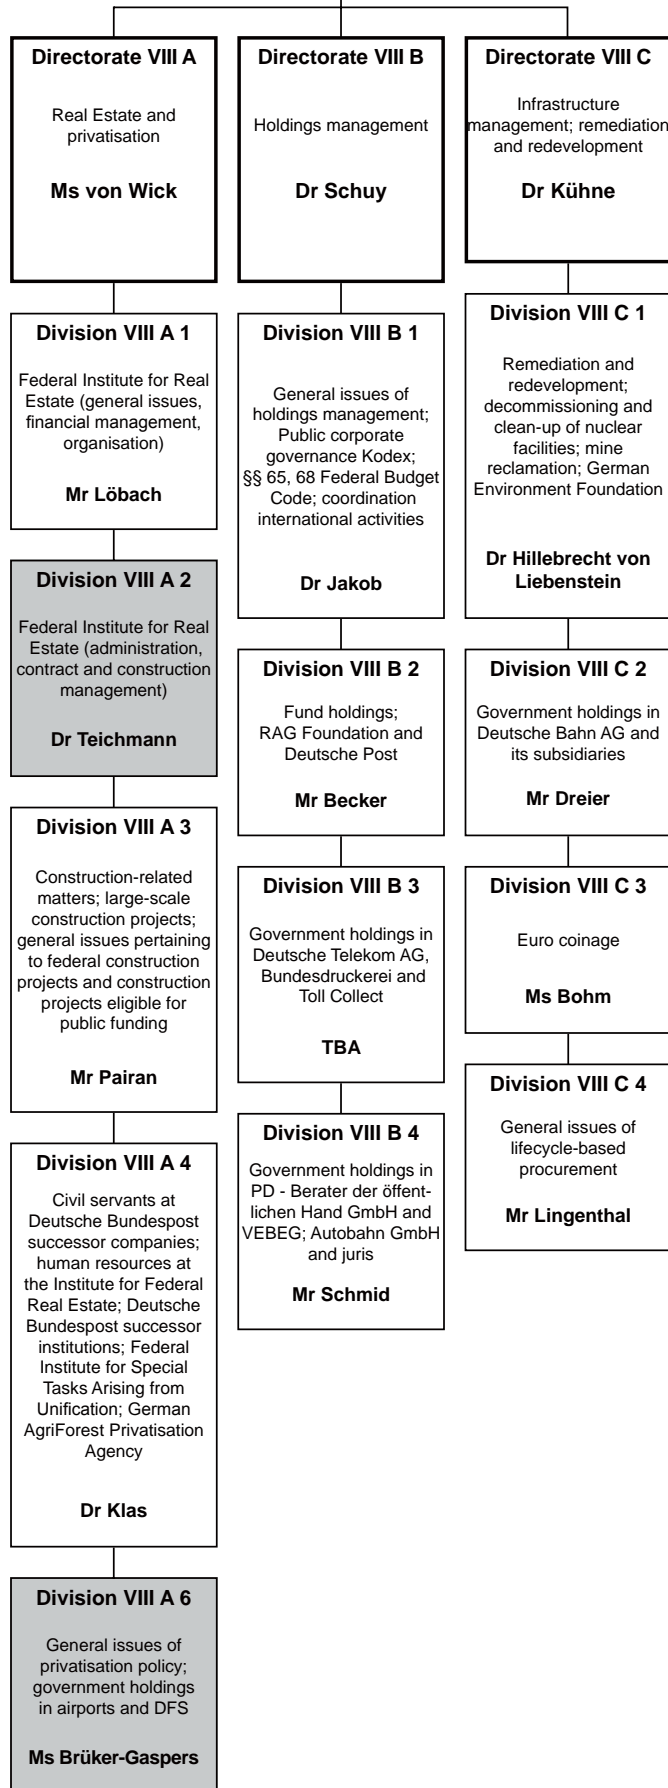 Directorate VIII A
Real Estate and
privatisation
Ms von Wick
Division VIII A 1
Federal Institute for Real
Estate (general issues,
financial management,
organisation)
Mr Löbach
Division VIII A 2
Federal Institute for Real
Estate (administration,
contract and construction
management)
Dr Teichmann
Division VIII A 3
Construction-related
matters; large-scale
construction projects;
general issues pertaining
to federal construction
projects and construction
projects eligible for
public funding
Mr Pairan
Division VIII A 4
Civil servants at
Deutsche Bundespost
successor companies;
human resources at
the Institute for Federal
Real Estate; Deutsche
Bundespost successor
institutions; Federal
Institute for Special
Tasks Arising from
Unification; German
AgriForest Privatisation
Agency
Dr Klas
Division VIII A 6
General issues of
privatisation policy;
government holdings
in airports and DFS
Ms Brüker-Gaspers
Directorate VIII B
Holdings management
Dr Schuy
Division VIII B 1
General issues of
holdings management;
Public corporate
governance Kodex;
§§ 65, 68 Federal Budget
Code; coordination
international activities
Dr Jakob
Division VIII B 2
Fund holdings;
RAG Foundation and
Deutsche Post
Mr Becker
Division VIII B 3
Government holdings in
Deutsche Telekom AG,
Bundesdruckerei and
Toll Collect
TBA
Division VIII B 4
Government holdings in
PD - Berater der öffent-
lichen Hand GmbH and
VEBEG; Autobahn GmbH
and juris
Mr Schmid
Directorate VIII C
Infrastructure
management; remediation
and redevelopment
Dr Kühne
Division VIII C 1
Remediation and
redevelopment;
decommissioning and
clean-up of nuclear
facilities; mine
reclamation; German
Environment Foundation
Dr Hillebrecht von
Liebenstein
Division VIII C 2
Government holdings in
Deutsche Bahn AG and
its subsidiaries
Mr Dreier
Division VIII C 3
Euro coinage
Ms Bohm
Division VIII C 4
General issues of
lifecycle-based
procurement
Mr Lingenthal